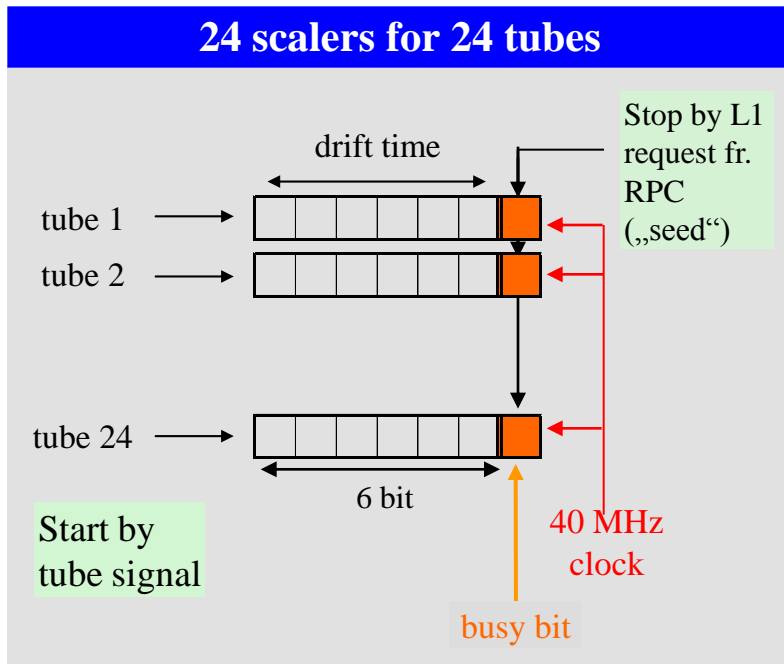 24 scalers for 24 tubes
Stop by L1
request fr.
RPC
(„seed“)
drift time
tube 1
tube 2
tube 24
6 bit
Start by
tube signal
40 MHz
clock
busy bit